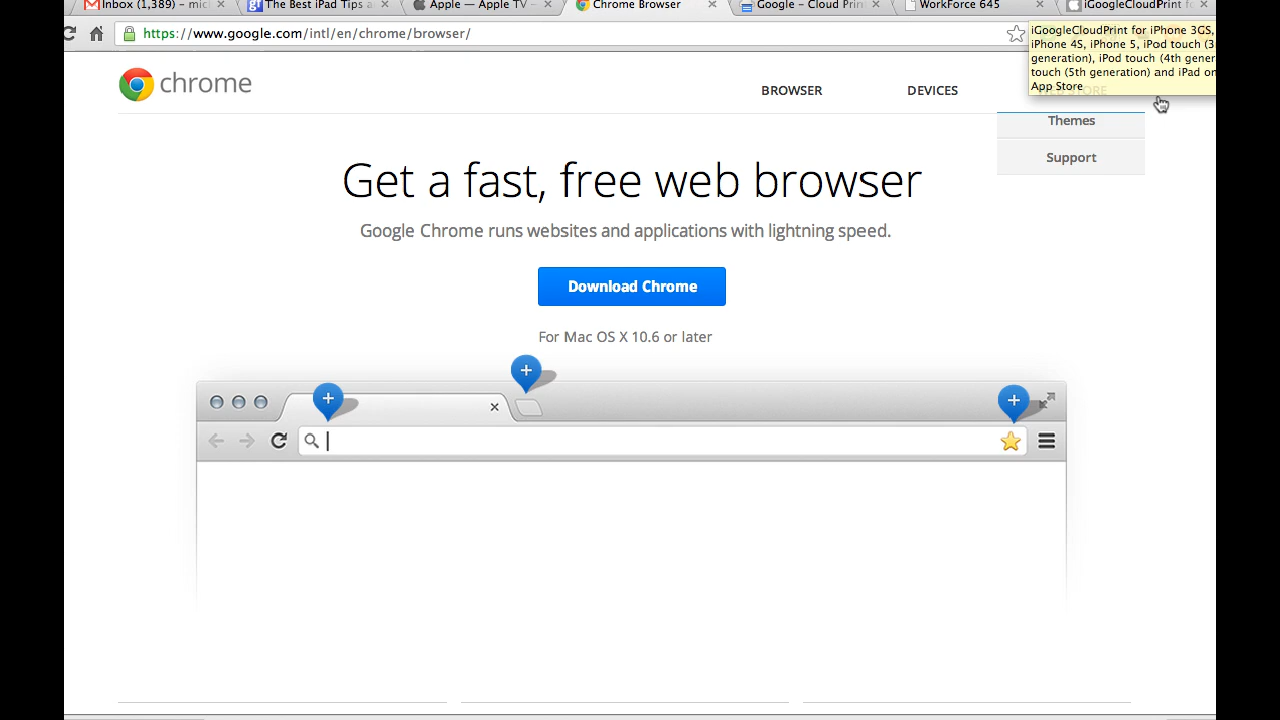 Inbox (1,389) – mic
The Best iPad Tips a
Apple — Apple TV –
Chrome Browser
Google – Cloud Prin
WorkForce 645
iGoogleCloudPrint fo
https://www.google.com/intl/en/chrome/browser/
iGoogleCloudPrint for iPhone 3GS,
iPhone 4S, iPhone 5, iPod touch (3
generation), iPod touch (4th gener
touch (5th generation) and iPad on
App Store
chrome
BROWSER
DEVICES
STORE
Themes
Support
Get a fast, free web browser
Google Chrome runs websites and applications with lightning speed.
Download Chrome
For Mac OS X 10.6 or later